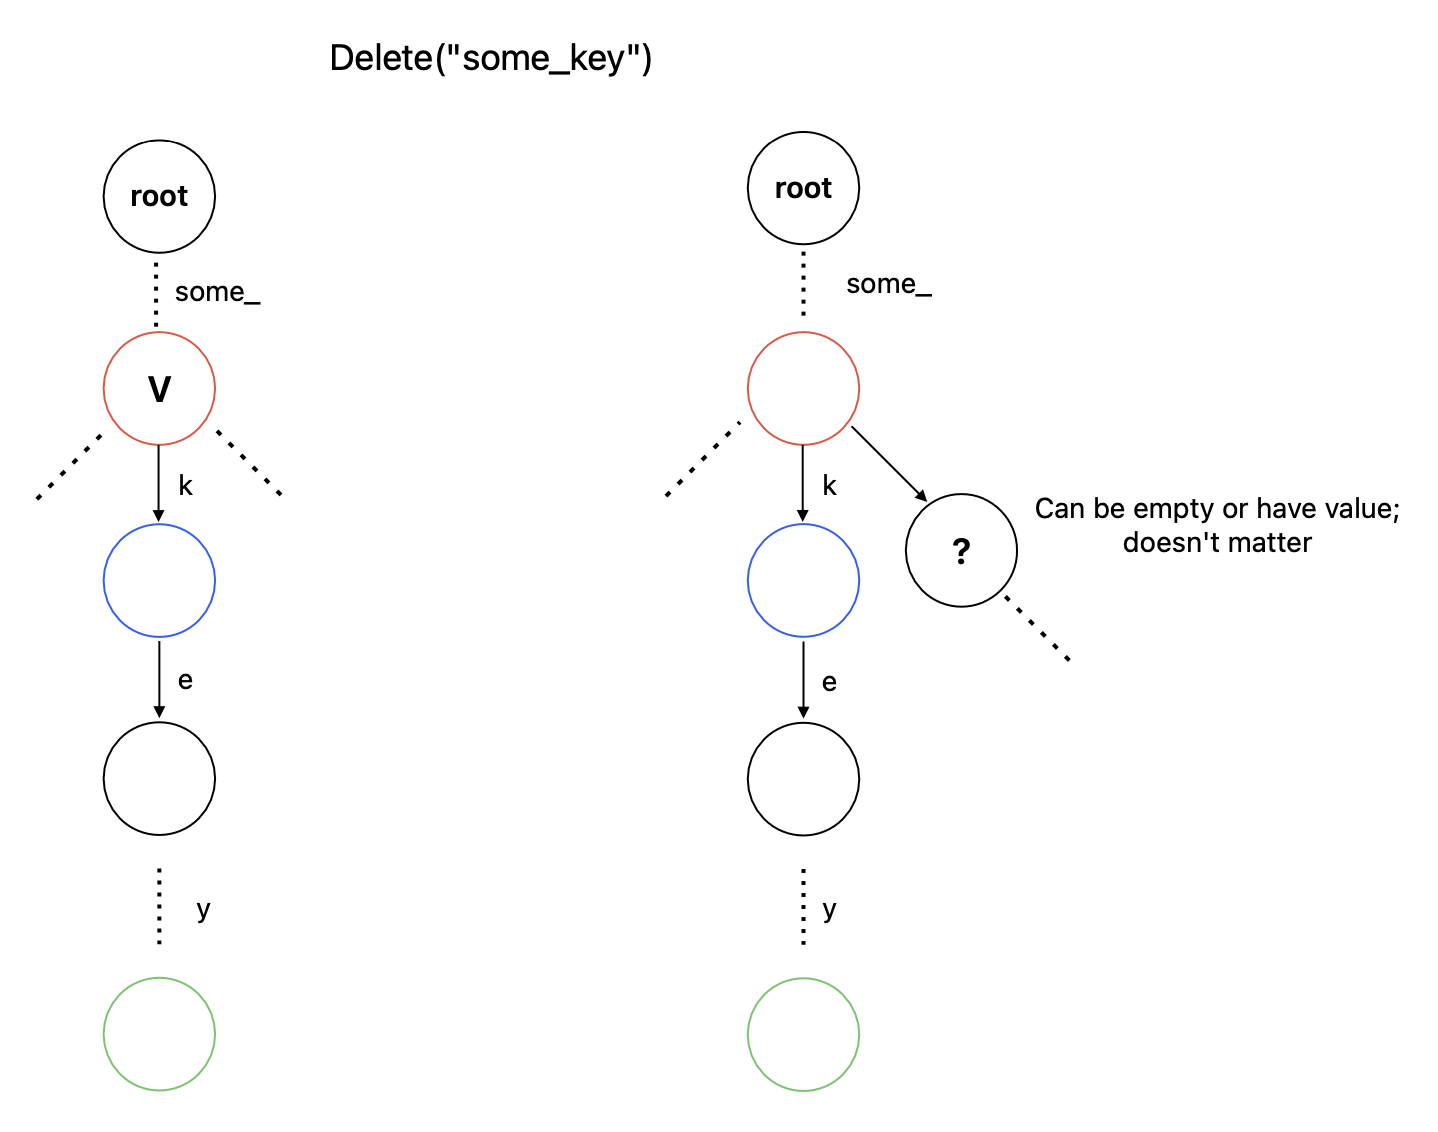 Delete("some_key")
root
root
some_
some_
V
k
k
Can be empty or have value;
doesn't matter
?
e
e
y
y